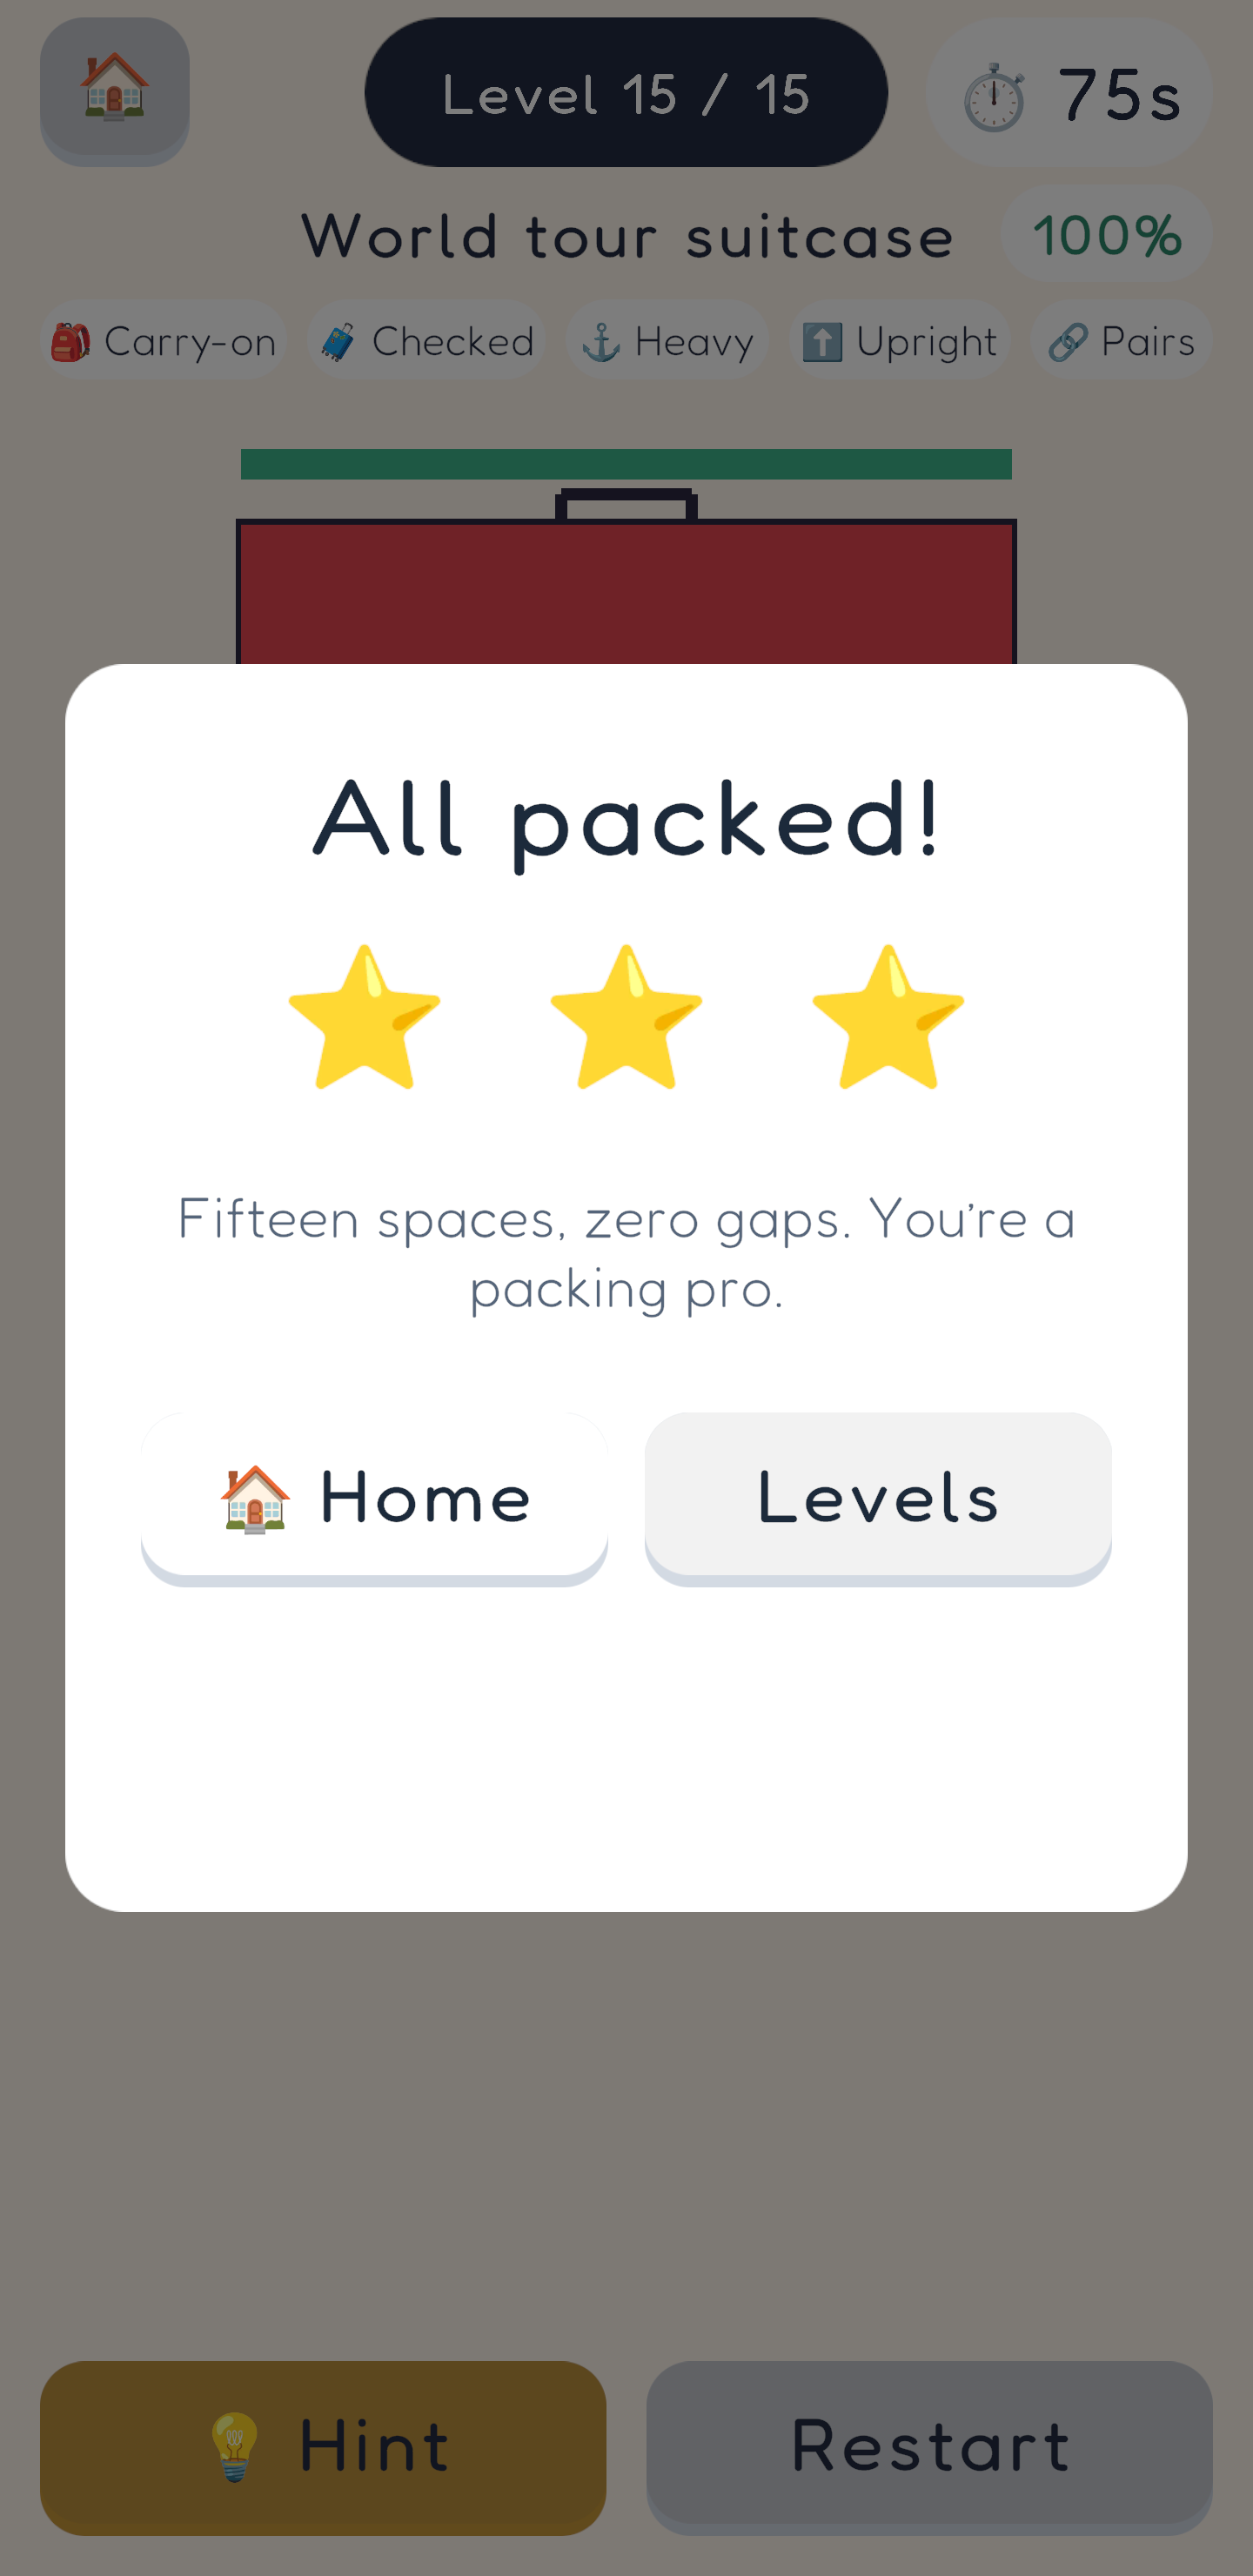 Level 15 / 15
75s
World tour suitcase
100%
Carry-on
Checked
Heavy
Upright
Pairs
All packed!
Fifteen spaces, zero gaps. You’re a
packing pro.
Home
Levels
Hint
Restart